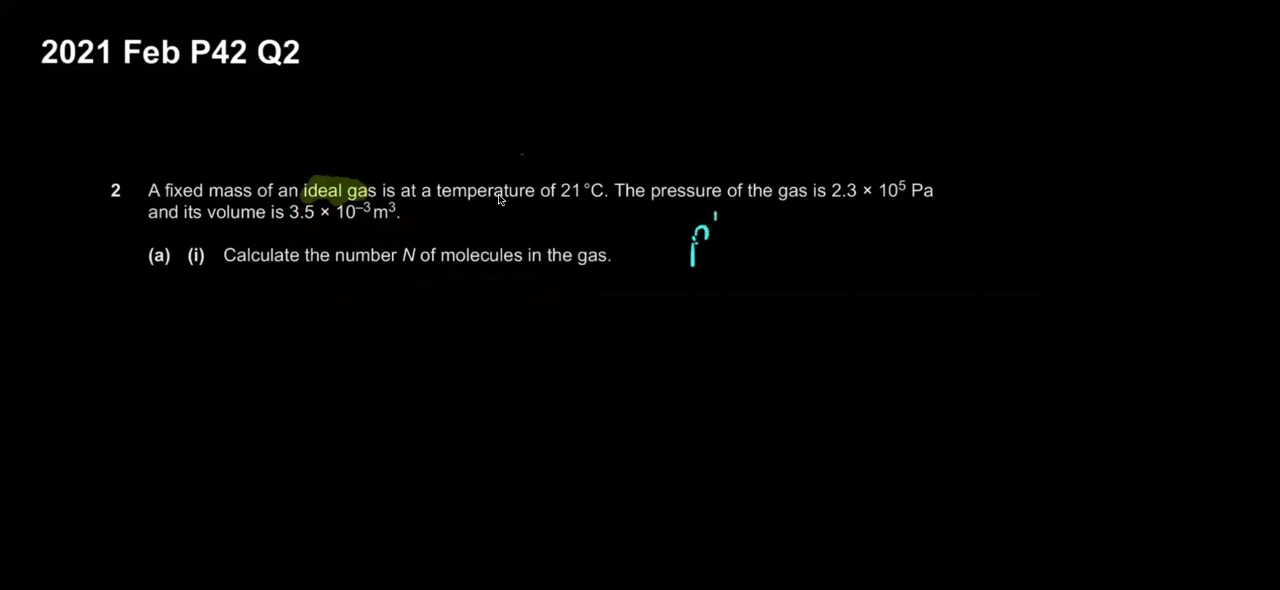 2021 Feb P42 Q2
2 A fixed mass of an ideal gas is at a temperature of 21 °C. The pressure of the gas is 2.3 × 10⁵ Pa
and its volume is 3.5 × 10⁻³ m³.
(a) (i) Calculate the number N of molecules in the gas.